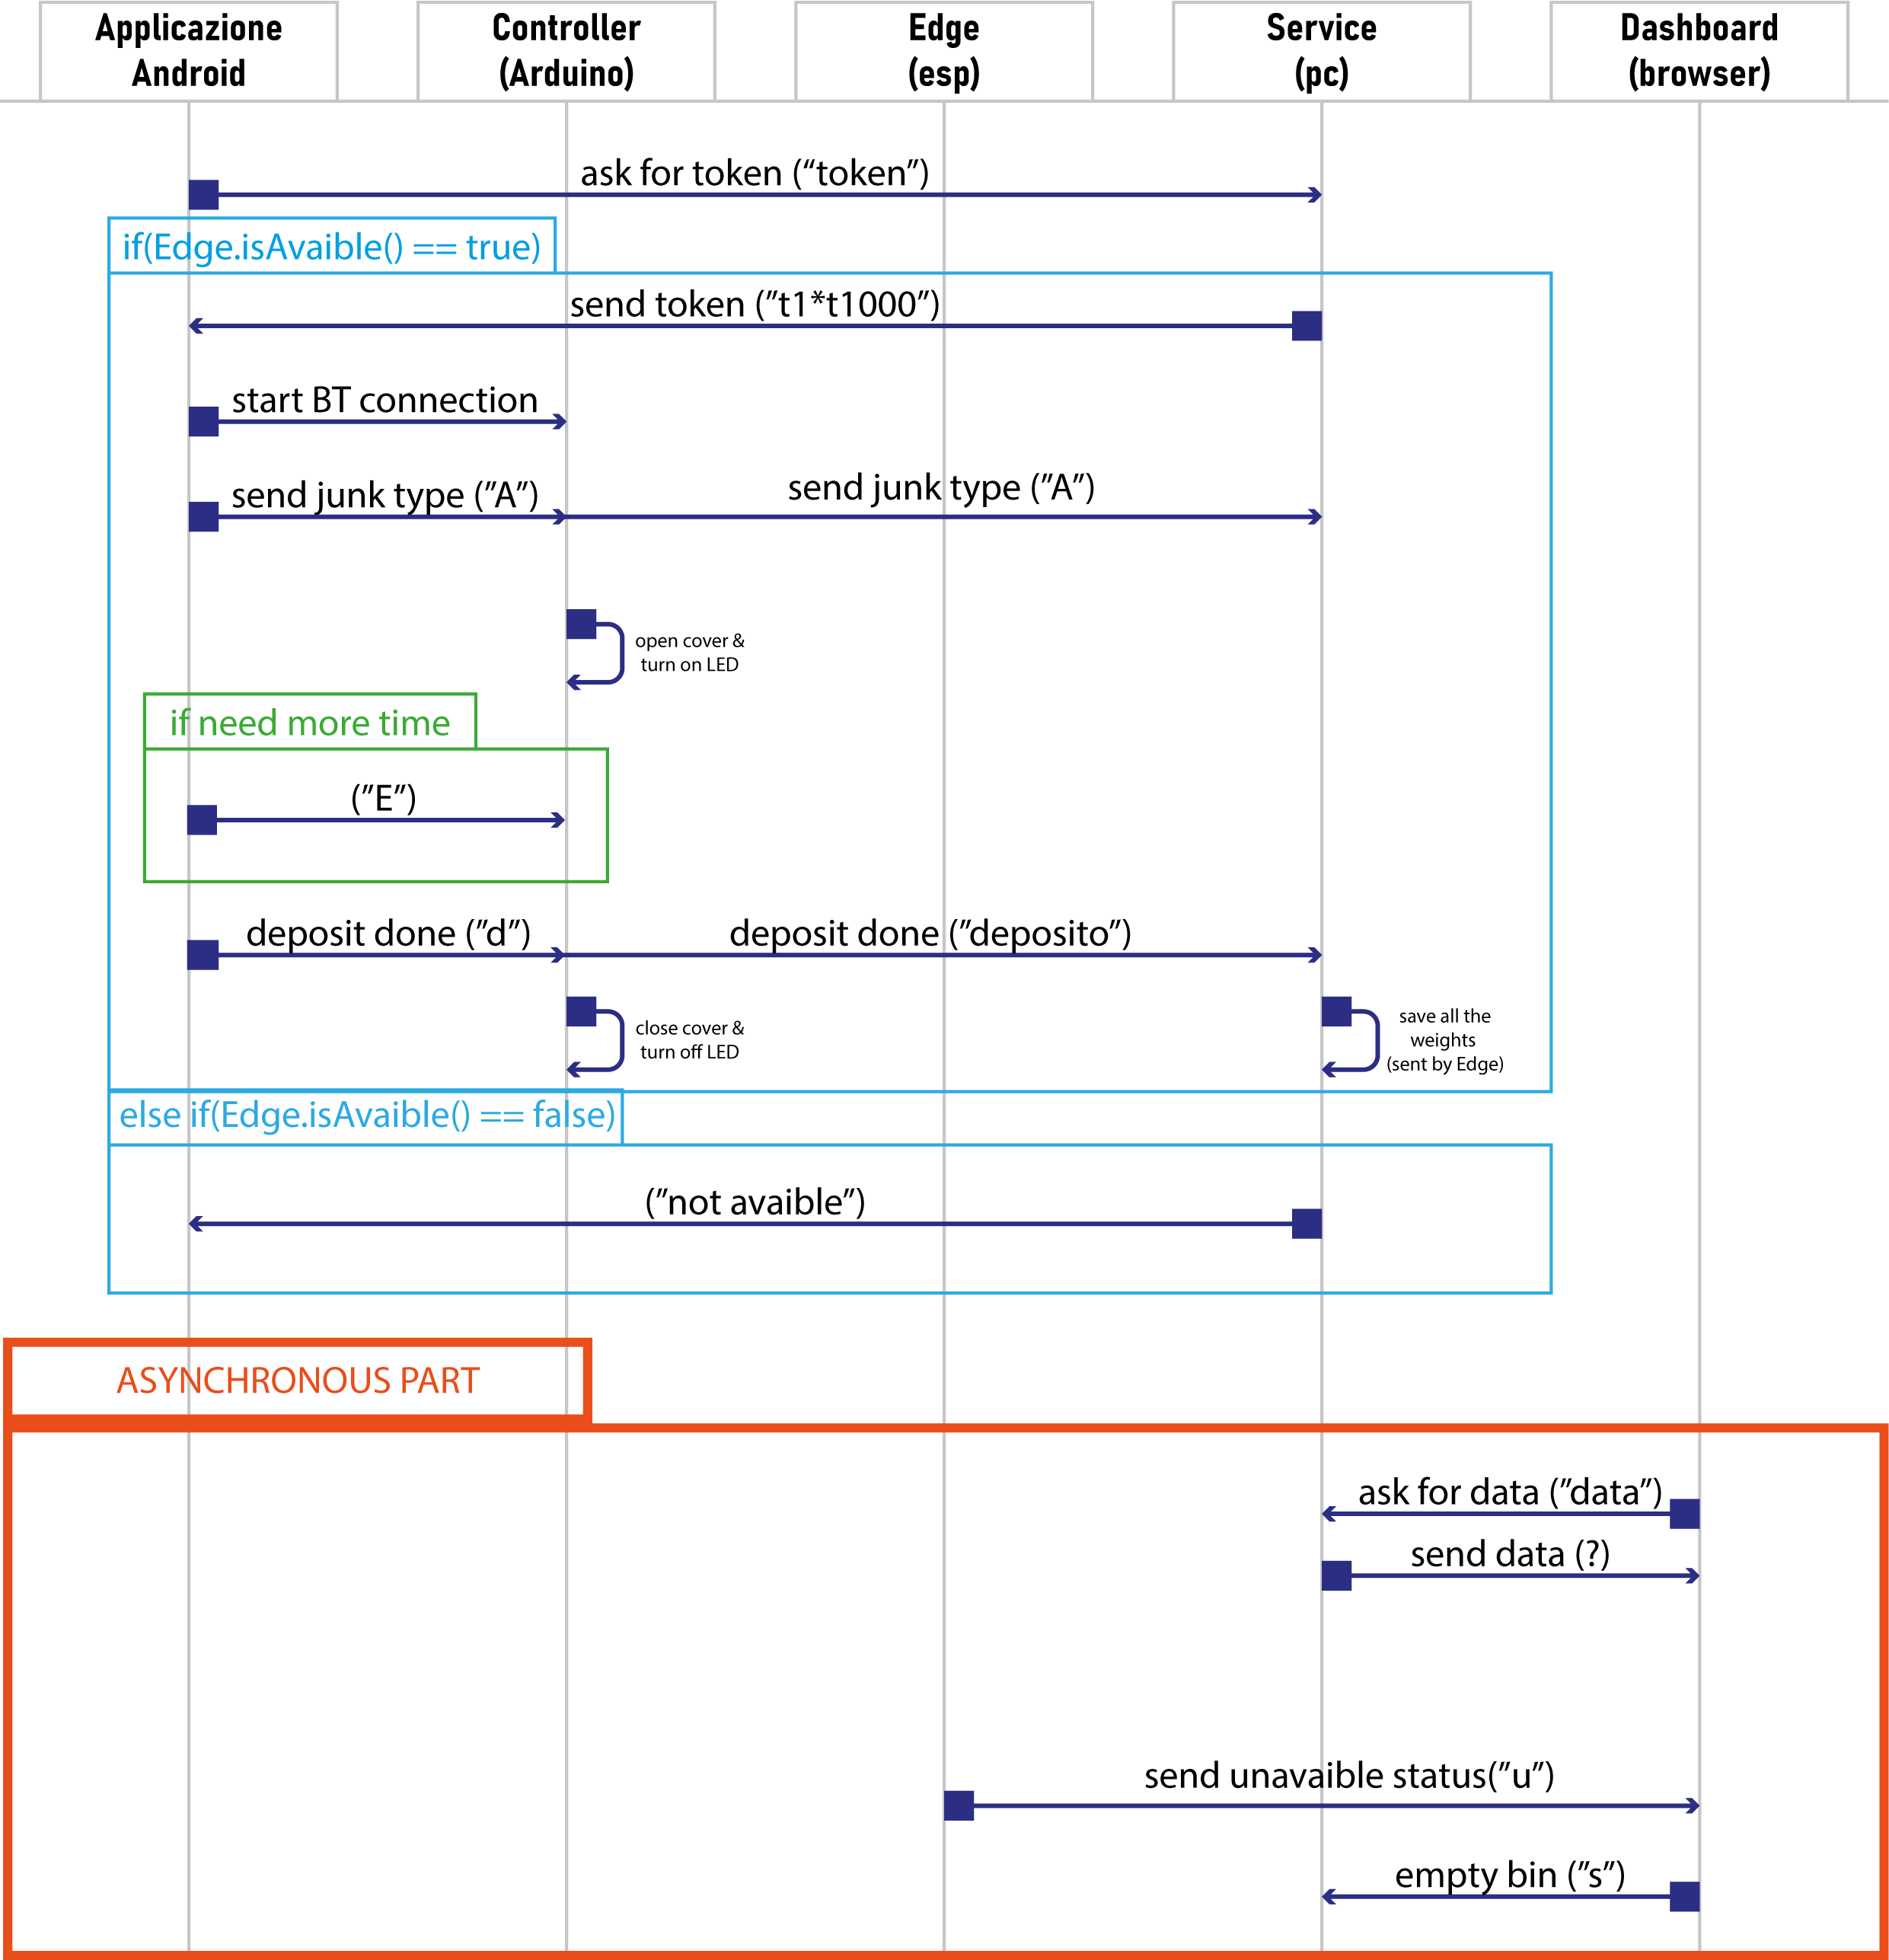 Applicazione
Android
Controller
(Arduino)
Edge
(esp)
Service
(pc)
Dashboard
(browser)
ask for token (“token”)
if(Edge.isAvaible() == true)
send token (”t1*t1000”)
start BT connection
send junk type (”A”)
send junk type (”A”)
open cover &
turn on LED
if need more time
(”E”)
deposit done (”d”)
deposit done (”deposito”)
close cover &
turn off LED
save all the
weights
(sent by Edge)
else if(Edge.isAvaible() == false)
(”not avaible”)
ASYNCHRONOUS PART
ask for data (”data”)
send data (?)
send unavaible status(”u”)
empty bin (”s”)